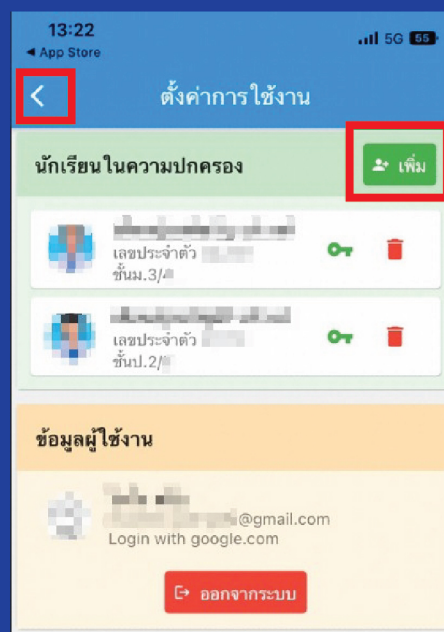 13:22
5G 55
◀ App Store
ตั้งค่าการใช้งาน
นักเรียนในความปกครอง
เพิ่ม
เลขประจำตัว
ชั้นม.3/
เลขประจำตัว
ชั้นป.2/
ข้อมูลผู้ใช้งาน
@gmail.com
Login with google.com
ออกจากระบบ